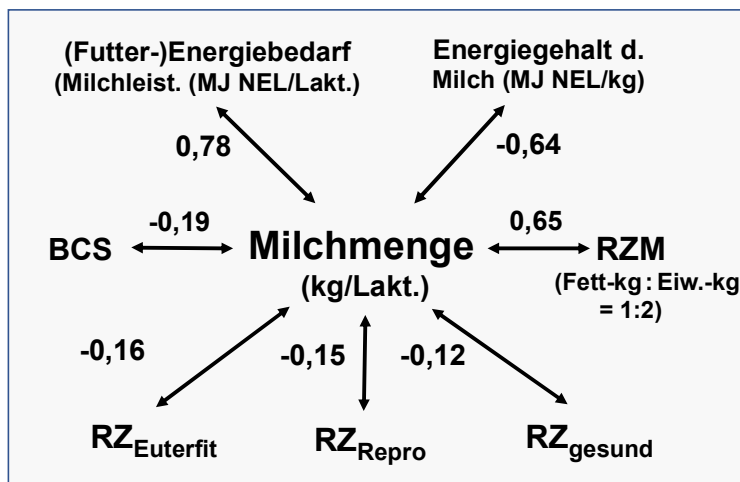 (Futter-)Energiebedarf
(Milchleist. (MJ NEL/Lakt.)
Energiegehalt d.
Milch (MJ NEL/kg)
0,78
-0,64
-0,19
0,65
BCS
Milchmenge
(kg/Lakt.)
RZM
(Fett-kg : Eiw.-kg
= 1:2)
-0,16
-0,15
-0,12
RZEuterfit
RZRepro
RZgesund